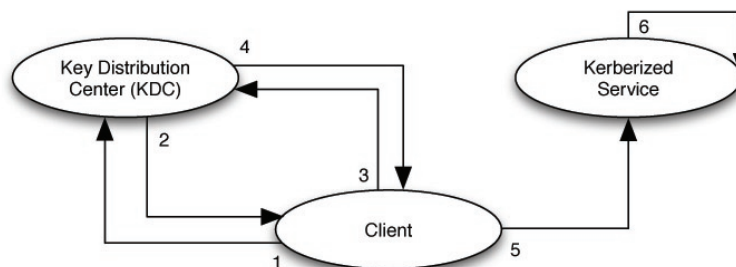 4
6
Key Distribution
Center (KDC)
Kerberized
Service
2
3
Client
5
1